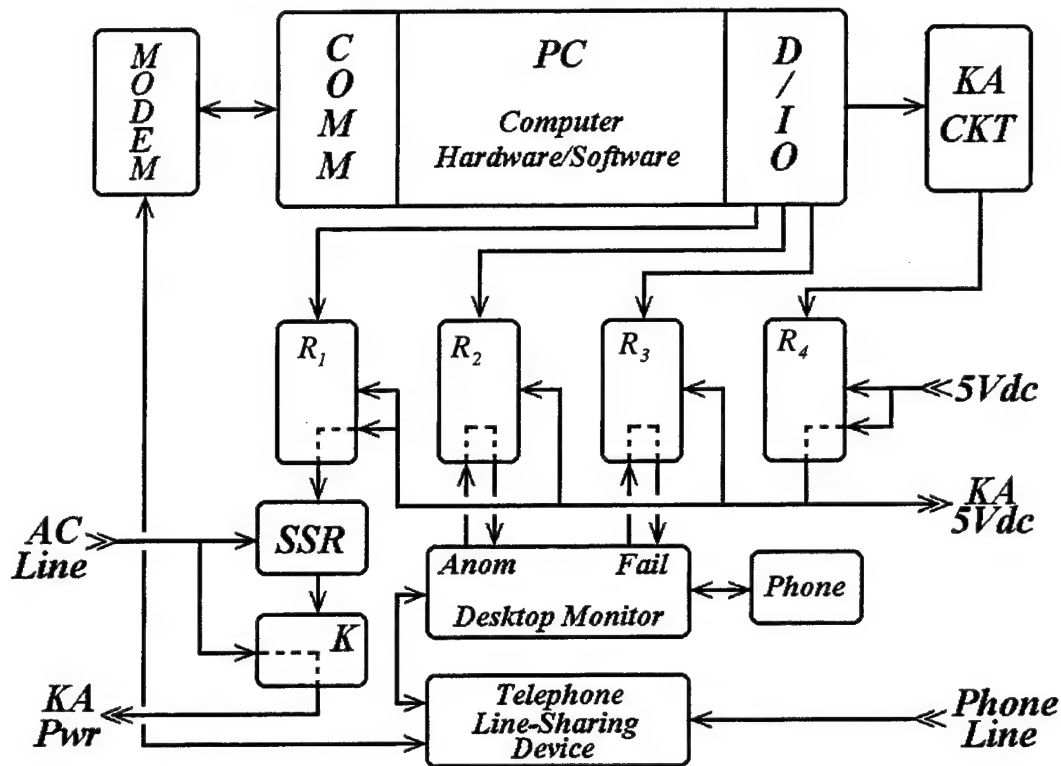 MODEM
COMM
PC
Computer
Hardware/Software
D/IO
KA
CKT
R1
R2
R3
R4
5Vdc
KA
5Vdc
AC
Line
SSR
Anom
Fail
Desktop Monitor
Phone
K
KA
Pwr
Telephone
Line-Sharing
Device
Phone
Line